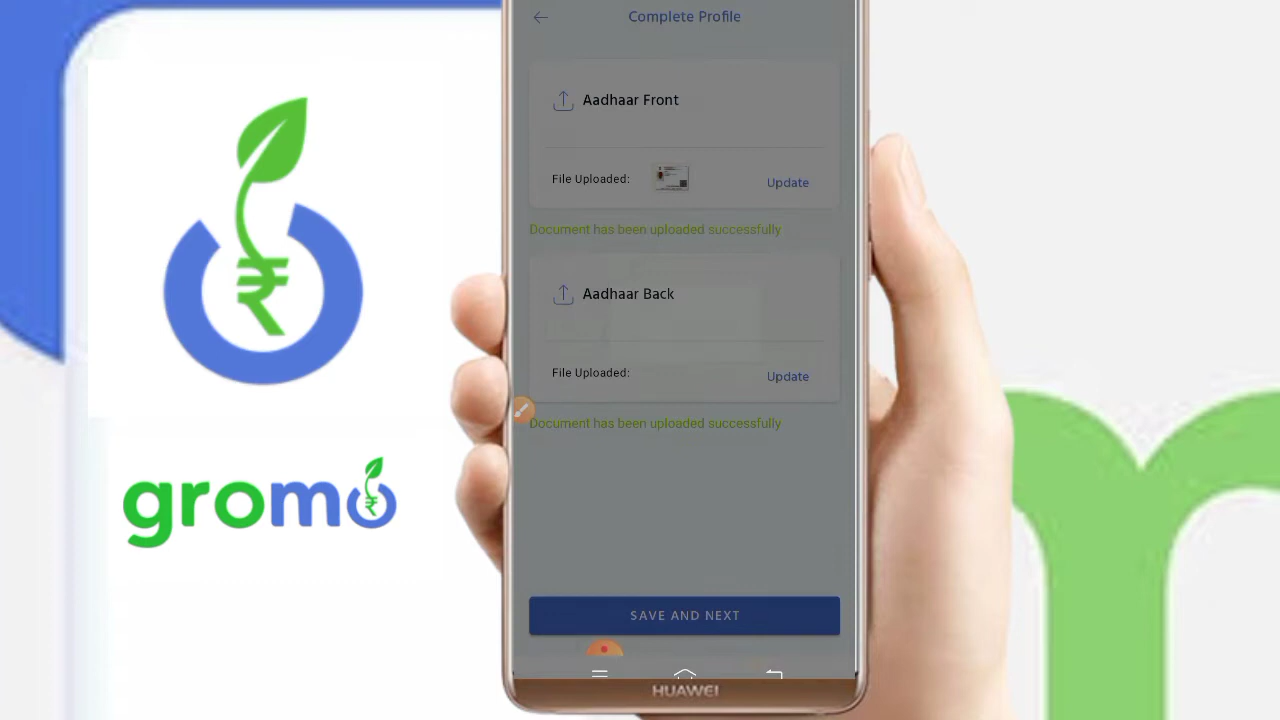 Complete Profile
Aadhaar Front
File Uploaded:
Update
Document has been uploaded successfully
Aadhaar Back
File Uploaded:
Update
Document has been uploaded successfully
SAVE AND NEXT
HUAWEI
₹
gromo
₹